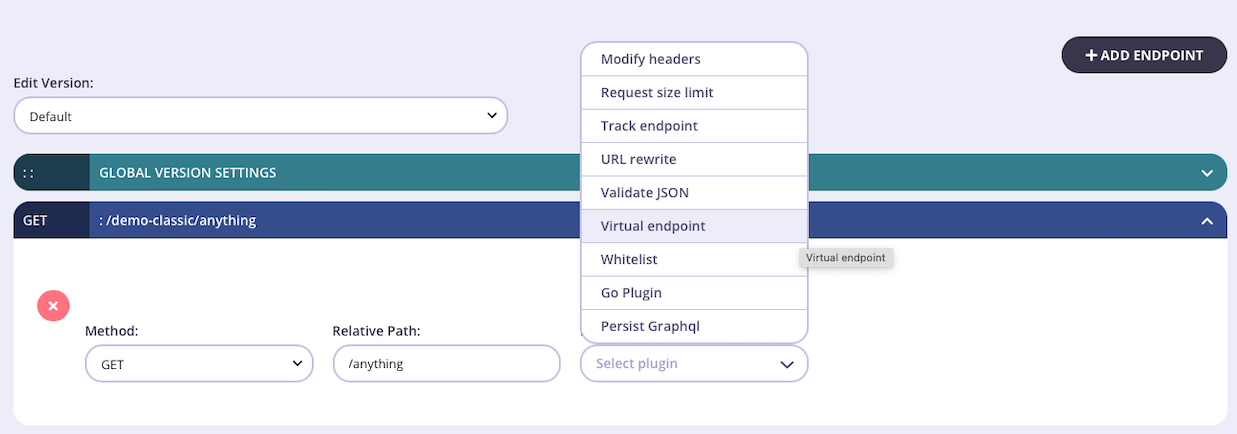 + ADD ENDPOINT
Edit Version:
Default
: : GLOBAL VERSION SETTINGS
GET : /demo-classic/anything
Modify headers
Request size limit
Track endpoint
URL rewrite
Validate JSON
Virtual endpoint
Whitelist
Go Plugin
Persist Graphql
Virtual endpoint
Method:
GET
Relative Path:
/anything
Select plugin